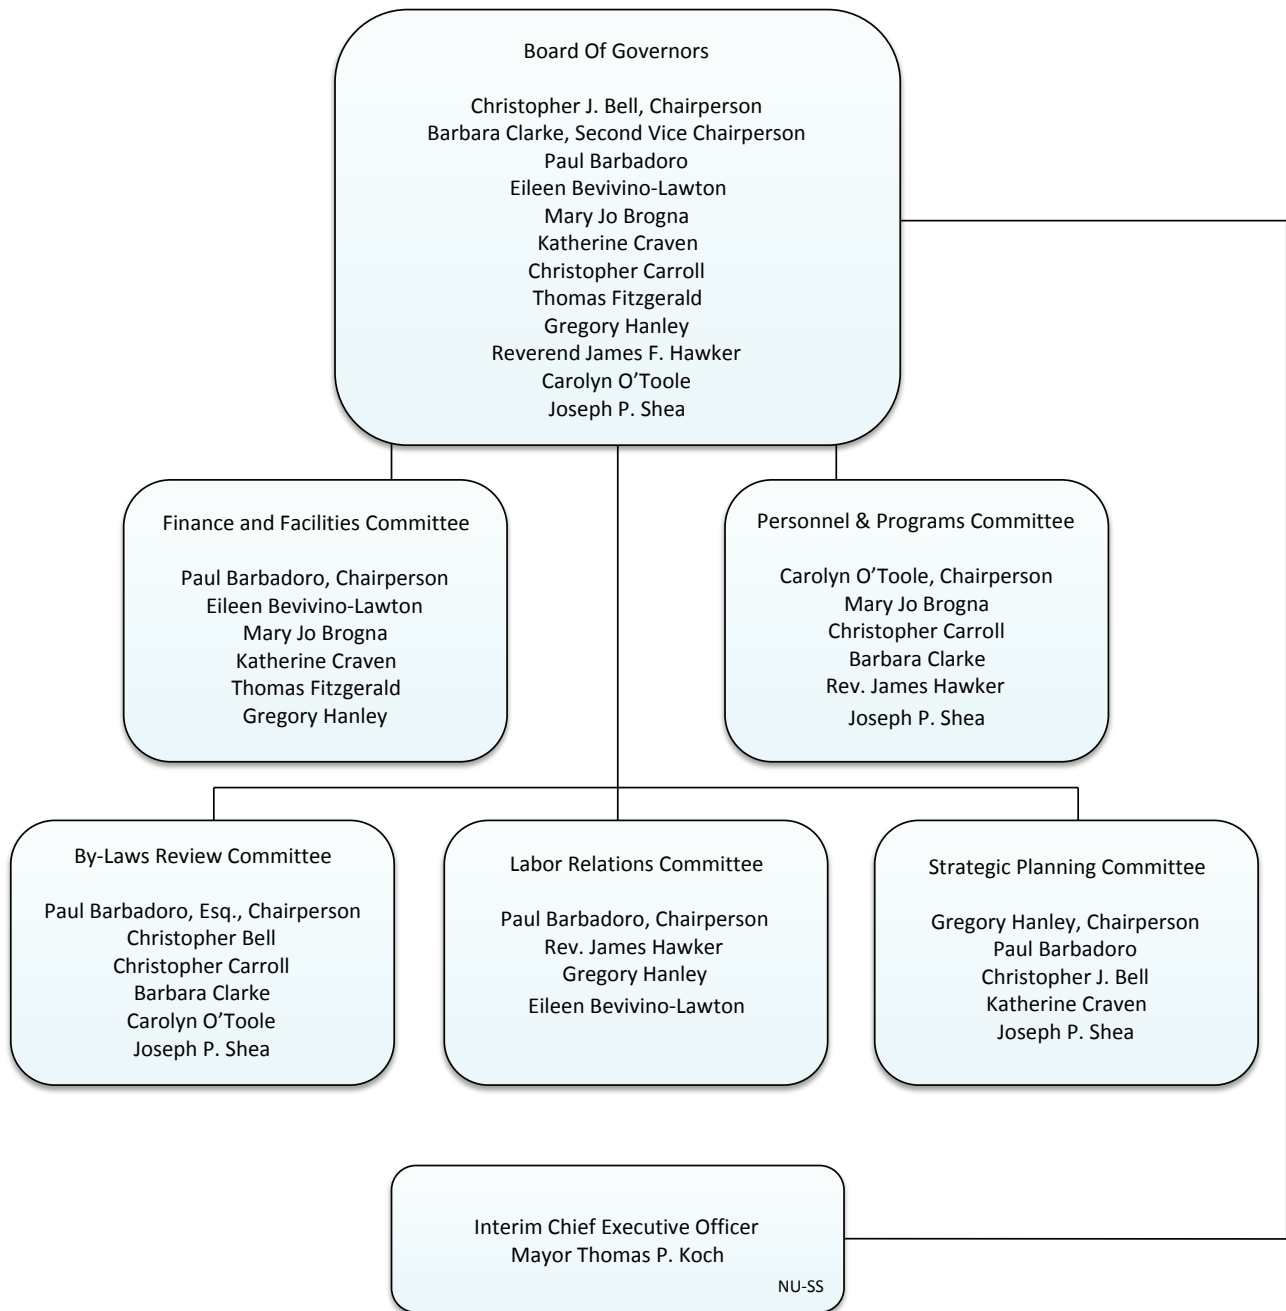 Board Of Governors
Christopher J. Bell, Chairperson
Barbara Clarke, Second Vice Chairperson
Paul Barbadoro
Eileen Bevivino-Lawton
Mary Jo Brogna
Katherine Craven
Christopher Carroll
Thomas Fitzgerald
Gregory Hanley
Reverend James F. Hawker
Carolyn O’Toole
Joseph P. Shea
Finance and Facilities Committee
Paul Barbadoro, Chairperson
Eileen Bevivino-Lawton
Mary Jo Brogna
Katherine Craven
Thomas Fitzgerald
Gregory Hanley
Personnel & Programs Committee
Carolyn O’Toole, Chairperson
Mary Jo Brogna
Christopher Carroll
Barbara Clarke
Rev. James Hawker
Joseph P. Shea
By-Laws Review Committee
Paul Barbadoro, Esq., Chairperson
Christopher Bell
Christopher Carroll
Barbara Clarke
Carolyn O’Toole
Joseph P. Shea
Labor Relations Committee
Paul Barbadoro, Chairperson
Rev. James Hawker
Gregory Hanley
Eileen Bevivino-Lawton
Strategic Planning Committee
Gregory Hanley, Chairperson
Paul Barbadoro
Christopher J. Bell
Katherine Craven
Joseph P. Shea
Interim Chief Executive Officer
Mayor Thomas P. Koch
NU-SS